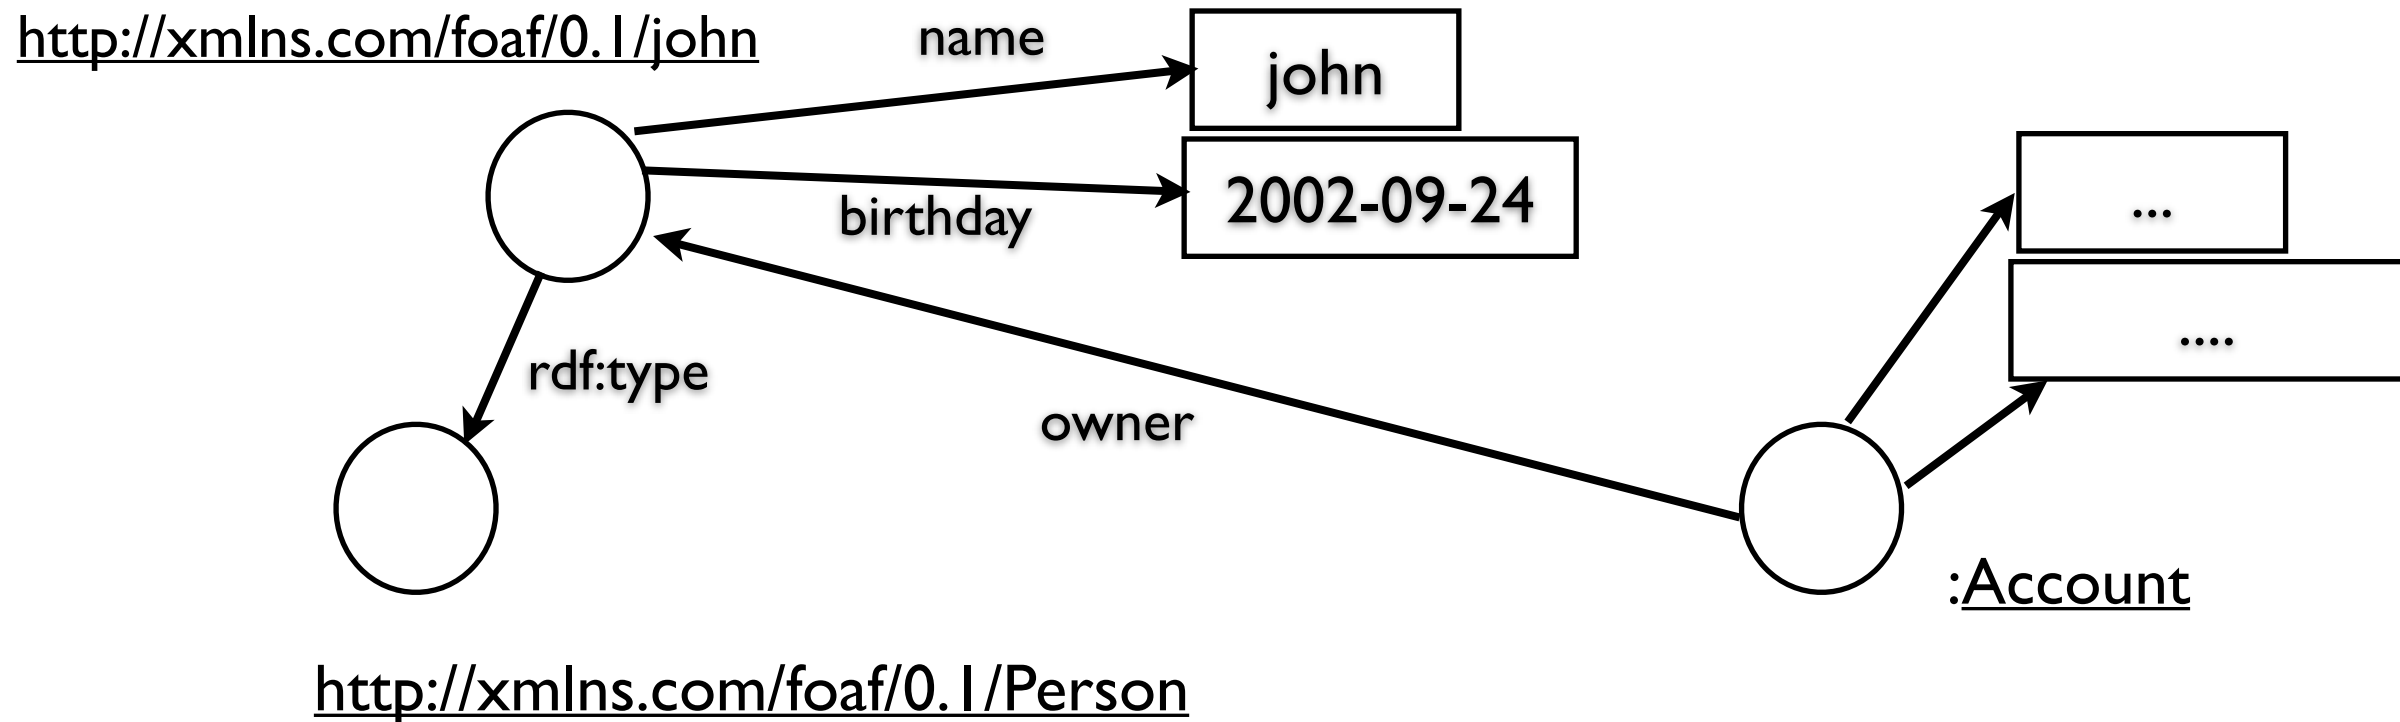 http://xmlns.com/foaf/0.1/john
name
john
birthday
2002-09-24
...
....
rdf:type
owner
:Account
http://xmlns.com/foaf/0.1/Person